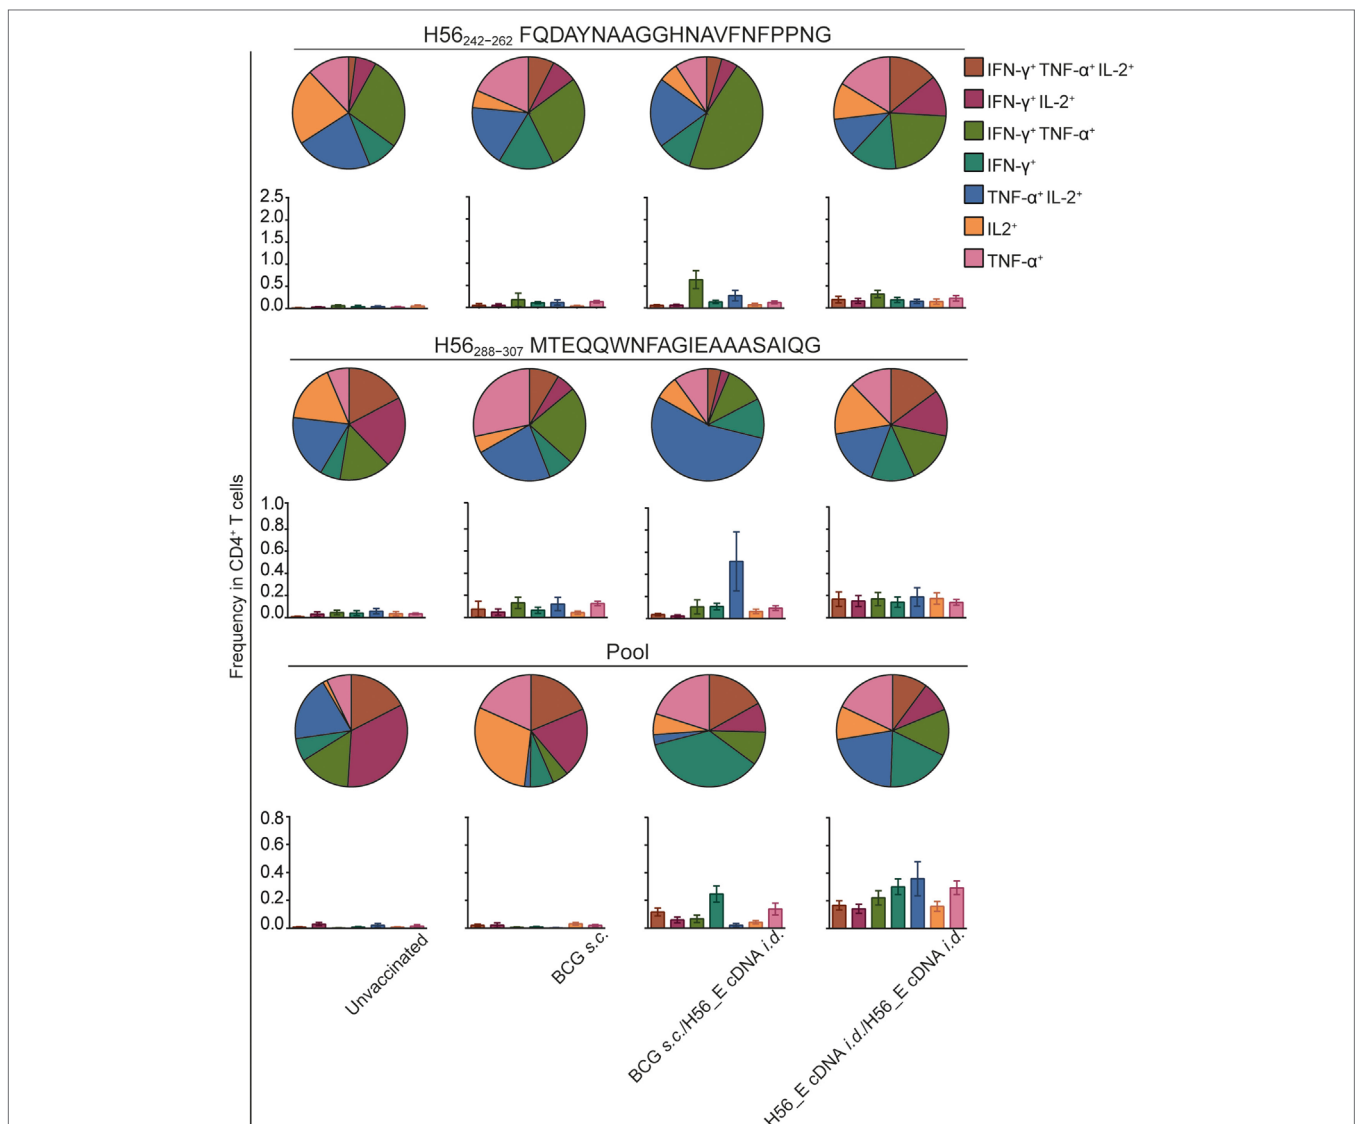 H56₂₄₂₋₂₆₂ FQDAYNAAGGHNAVFNFPPNG
IFN-γ⁺ TNF-α⁺ IL-2⁺
IFN-γ⁺ IL-2⁺
IFN-γ⁺ TNF-α⁺
IFN-γ⁺
TNF-α⁺ IL-2⁺
IL2⁺
TNF-α⁺
2.5
2.0
1.5
1.0
0.5
0.0
H56₂₈₈₋₃₀₇ MTEQQWNFAGIEAAASAIQG
Frequency in CD4⁺ T cells
1.0
0.8
0.6
0.4
0.2
0.0
Pool
0.8
0.6
0.4
0.2
0.0
Unvaccinated
BCG s.c.
BCG s.c./H56_E cDNA i.d.
H56_E cDNA i.d./H56_E cDNA i.d.